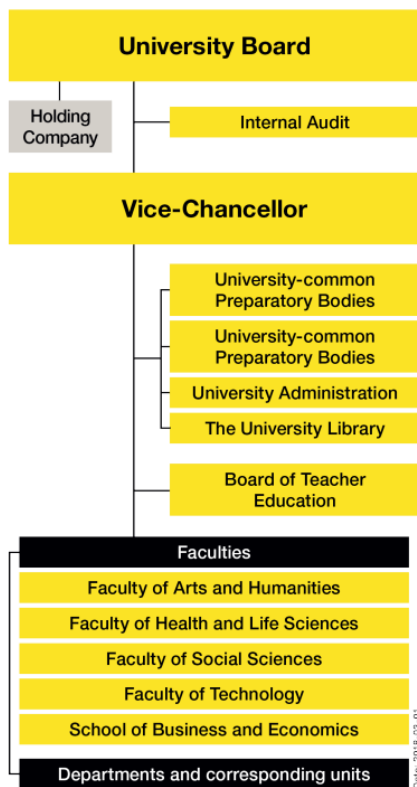 University Board
Holding
Company
Internal Audit
Vice-Chancellor
University-common
Preparatory Bodies
University-common
Preparatory Bodies
University Administration
The University Library
Board of Teacher
Education
Faculties
Faculty of Arts and Humanities
Faculty of Health and Life Sciences
Faculty of Social Sciences
Faculty of Technology
School of Business and Economics
Departments and corresponding units